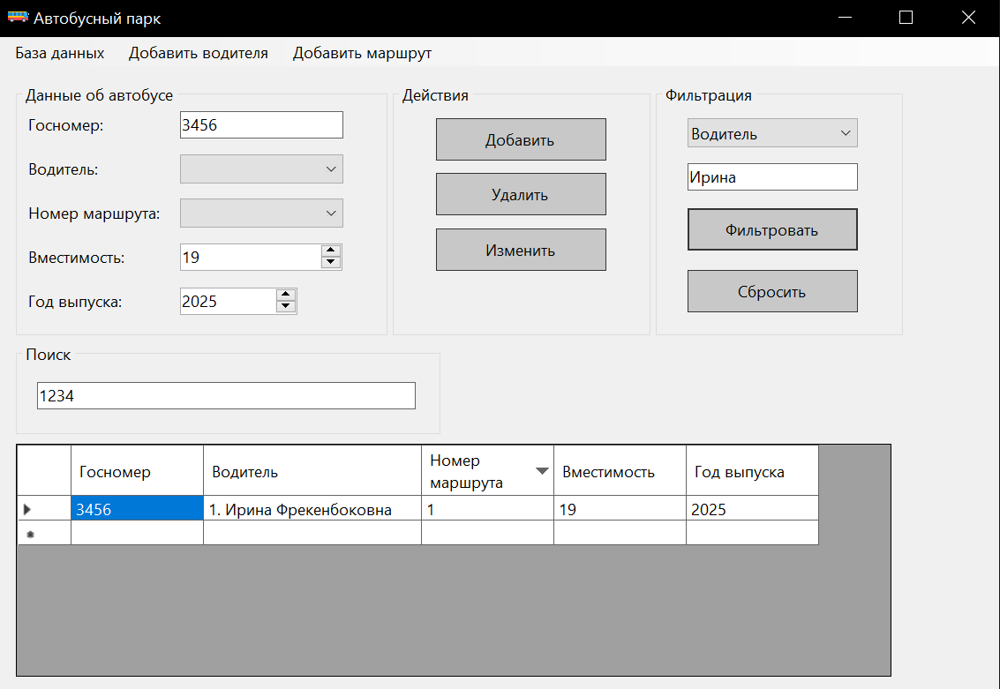 Автобусный парк
База данных Добавить водителя Добавить маршрут
Данные об автобусе
Госномер: 3456
Водитель:
Номер маршрута:
Вместимость: 19
Год выпуска: 2025
Действия
Добавить
Удалить
Изменить
Фильтрация
Водитель
Ирина
Фильтровать
Сбросить
Поиск
1234
Госномер Водитель Номер маршрута Вместимость Год выпуска
3456 1. Ирина Фрекенбоковна 1 19 2025